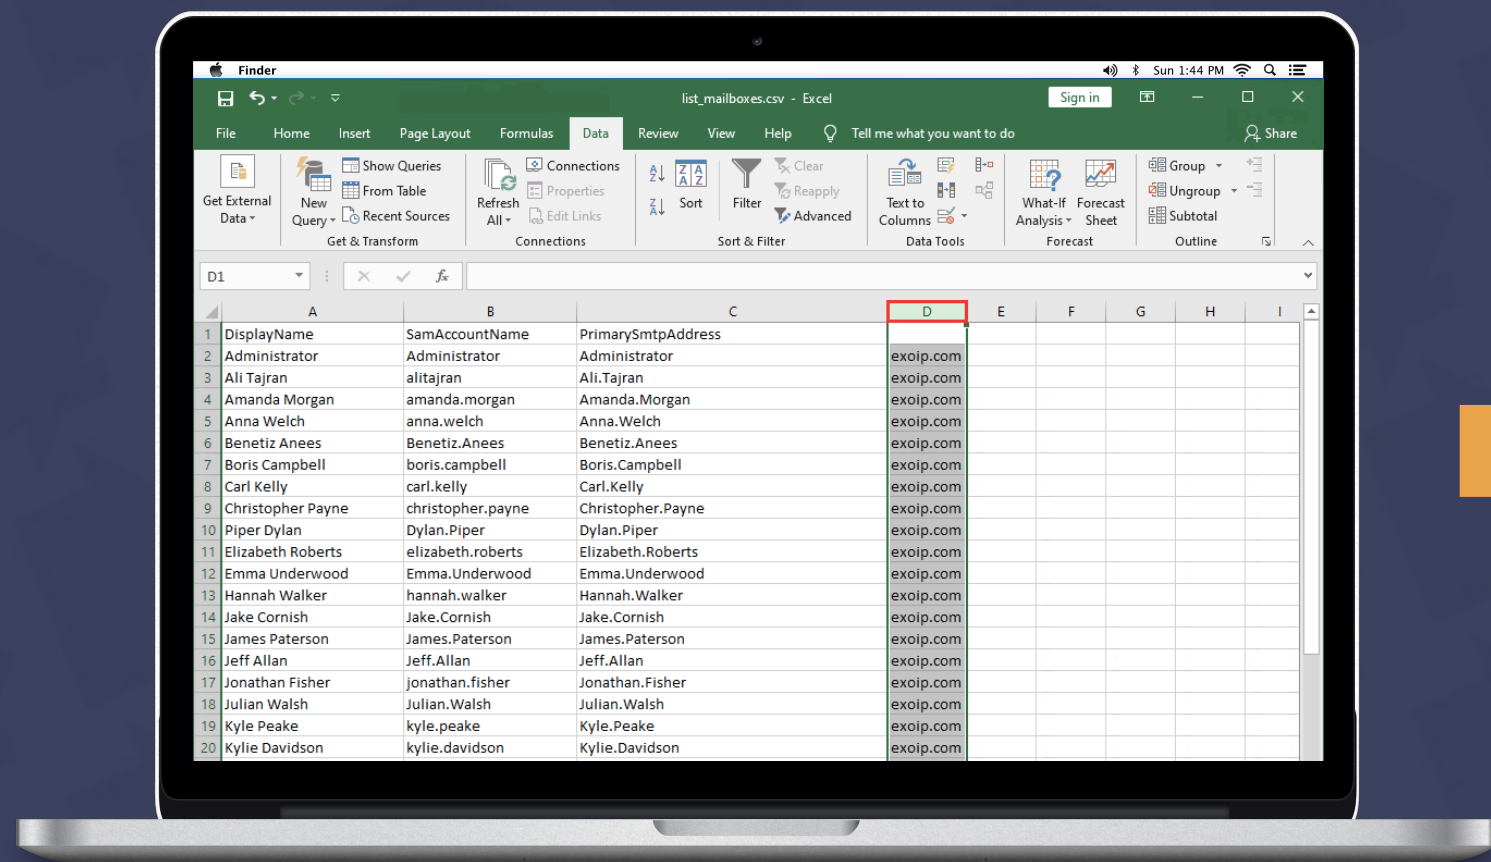 Finder
Sun 1:44 PM
list_mailboxes.csv - Excel
Sign in
File Home Insert Page Layout Formulas Data Review View Help Tell me what you want to do Share
Get External Data
New Query
Show Queries
From Table
Recent Sources
Get & Transform
Refresh All
Connections
Properties
Edit Links
Connections
A Z
Z A
Z A A Z
Sort
Filter
Clear
Reapply
Advanced
Sort & Filter
Text to Columns
Data Tools
What-If Analysis
Forecast Sheet
Forecast
Group
Ungroup
Subtotal
Outline
D1 fx
A B C D E F G H I
1 DisplayName SamAccountName PrimarySmtpAddress
2 Administrator Administrator Administrator exoip.com
3 Ali Tajran alitajran Ali.Tajran exoip.com
4 Amanda Morgan amanda.morgan Amanda.Morgan exoip.com
5 Anna Welch anna.welch Anna.Welch exoip.com
6 Benetiz Anees Benetiz.Anees Benetiz.Anees exoip.com
7 Boris Campbell boris.campbell Boris.Campbell exoip.com
8 Carl Kelly carl.kelly Carl.Kelly exoip.com
9 Christopher Payne christopher.payne Christopher.Payne exoip.com
10 Piper Dylan Dylan.Piper Dylan.Piper exoip.com
11 Elizabeth Roberts elizabeth.roberts Elizabeth.Roberts exoip.com
12 Emma Underwood Emma.Underwood Emma.Underwood exoip.com
13 Hannah Walker hannah.walker Hannah.Walker exoip.com
14 Jake Cornish Jake.Cornish Jake.Cornish exoip.com
15 James Paterson James.Paterson James.Paterson exoip.com
16 Jeff Allan Jeff.Allan Jeff.Allan exoip.com
17 Jonathan Fisher jonathan.fisher Jonathan.Fisher exoip.com
18 Julian Walsh Julian.Walsh Julian.Walsh exoip.com
19 Kyle Peake kyle.peake Kyle.Peake exoip.com
20 Kylie Davidson kylie.davidson Kylie.Davidson exoip.com